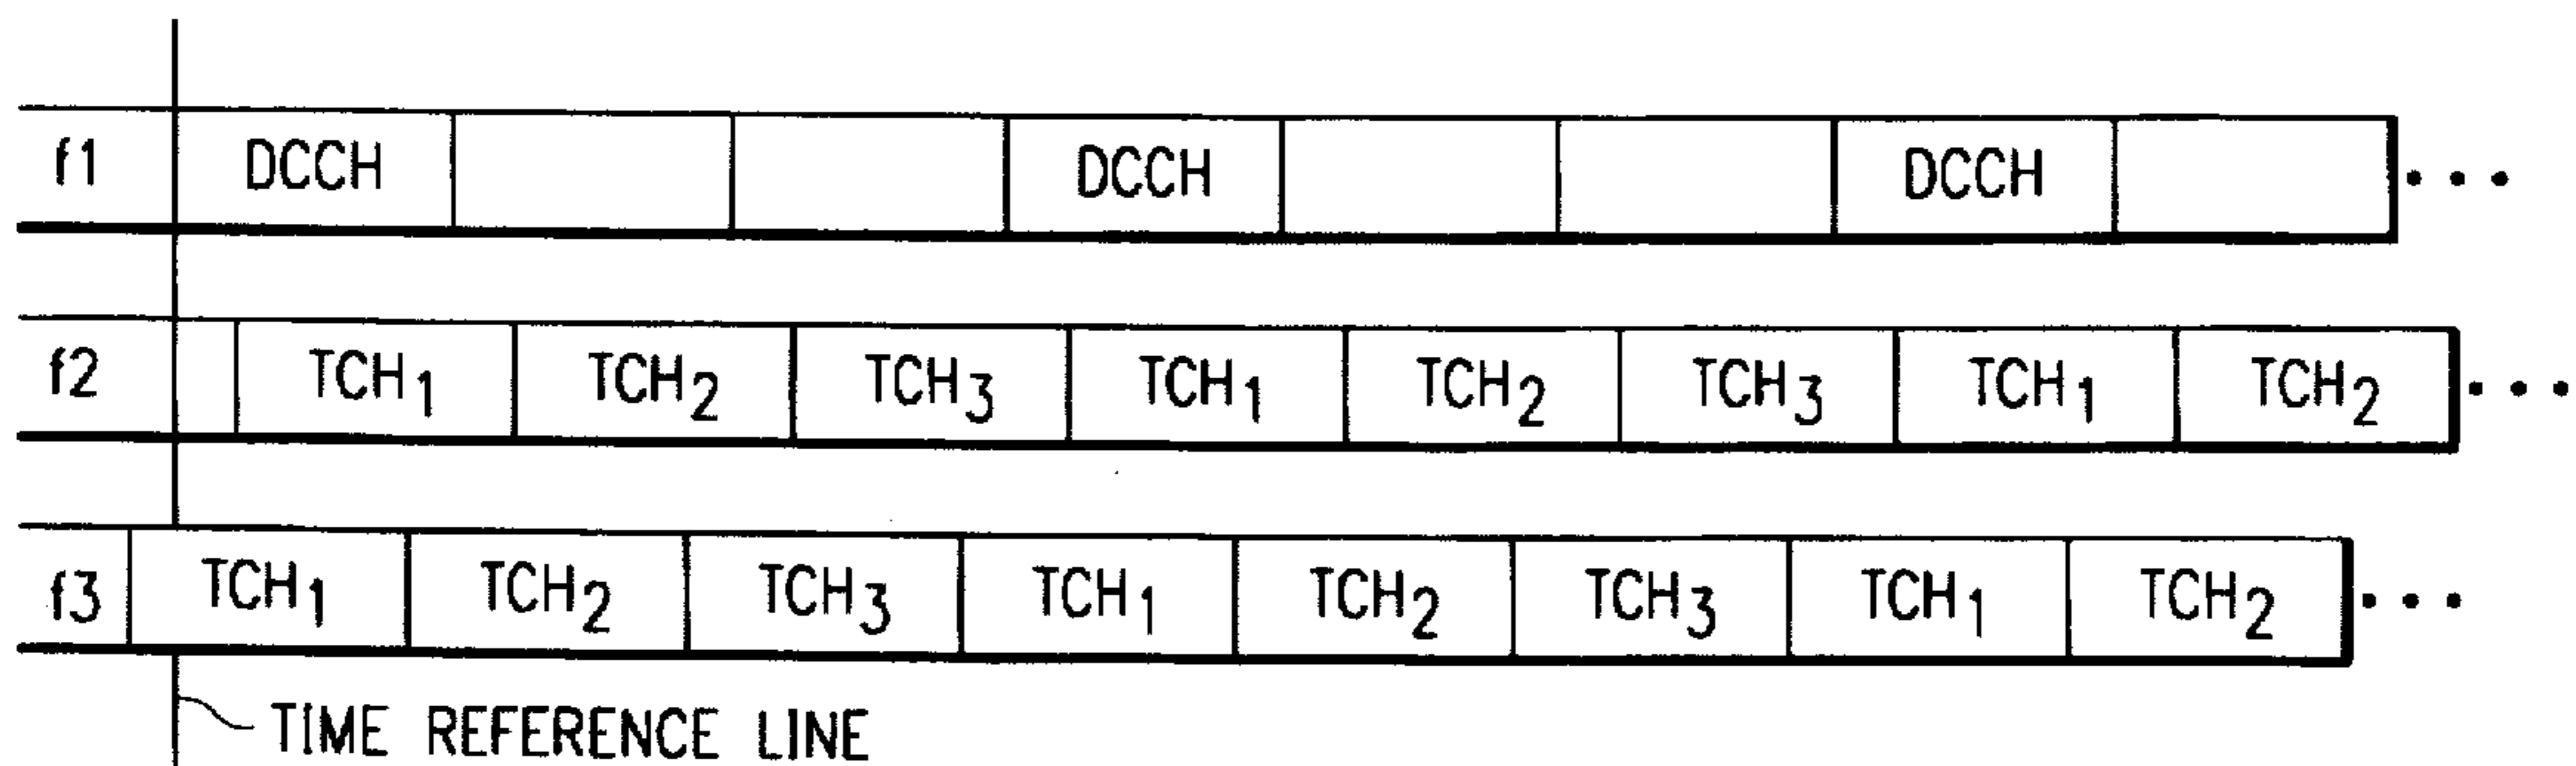 f1 DCCH DCCH DCCH • • •
f2 TCH₁ TCH₂ TCH₃ TCH₁ TCH₂ TCH₃ TCH₁ TCH₂ • • •
f3 TCH₁ TCH₂ TCH₃ TCH₁ TCH₂ TCH₃ TCH₁ TCH₂ • • •
TIME REFERENCE LINE